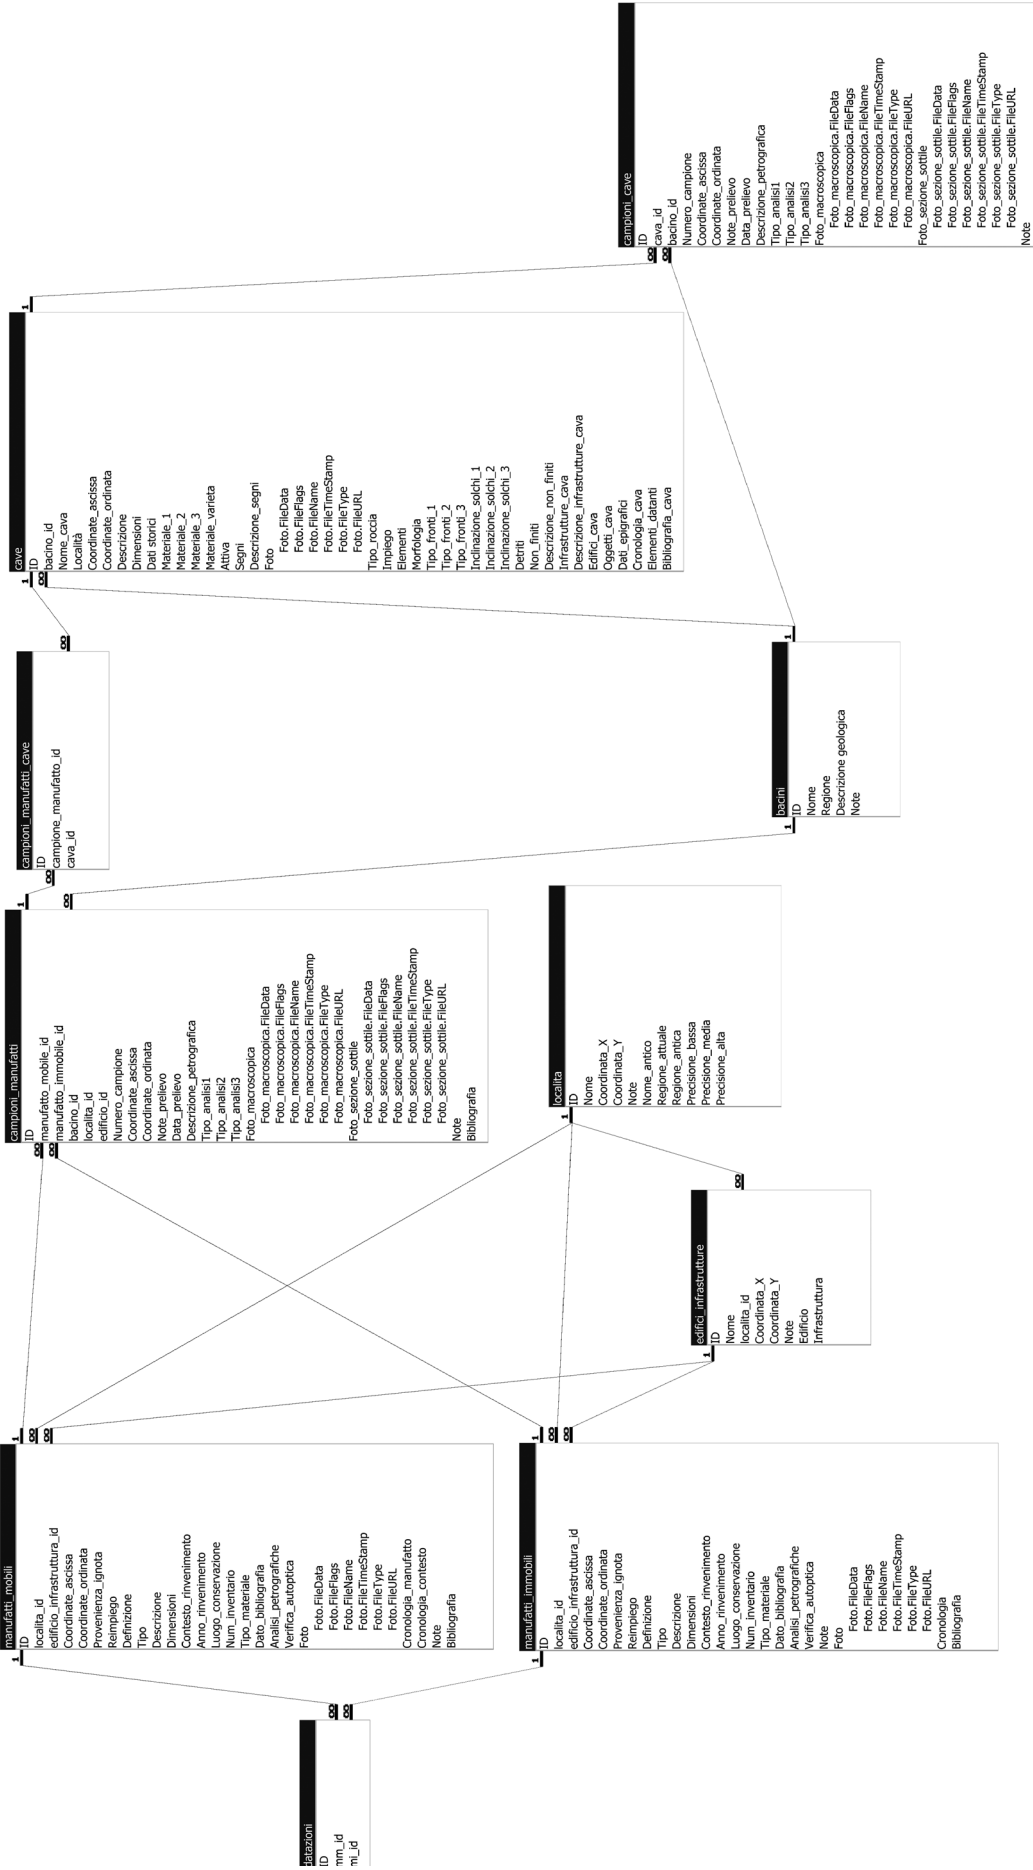 datazioni
ID
mm_id
mi_id
∞
∞
manufatti_mobili
1
1
∞
∞
ID
localita_id
edificio_infrastruttura_id
Coordinate_ascissa
Coordinate_ordinata
Provenienza_ignota
Reimpiego
Definizione
Tipo
Descrizione
Dimensioni
Contesto_rinvenimento
Anno_rinvenimento
Luogo_conservazione
Num_inventario
Tipo_materiale
Dato_bibliografia
Analisi_petrografiche
Verifica_autoptica
Foto
Foto.FileData
Foto.FileFlags
Foto.FileName
Foto.FileTimeStamp
Foto.FileType
Foto.FileURL
Cronologia_manufatto
Cronologia_contesto
Note
Bibliografia
manufatti_immobili
1
1
∞
∞
ID
localita_id
edificio_infrastruttura_id
Coordinate_ascissa
Coordinate_ordinata
Provenienza_ignota
Reimpiego
Definizione
Tipo
Descrizione
Dimensioni
Contesto_rinvenimento
Anno_rinvenimento
Luogo_conservazione
Num_inventario
Tipo_materiale
Dato_bibliografia
Analisi_petrografiche
Verifica_autoptica
Note
Foto
Foto.FileData
Foto.FileFlags
Foto.FileName
Foto.FileTimeStamp
Foto.FileType
Foto.FileURL
Cronologia
Bibliografia
campioni_manufatti
∞
∞
1
∞
ID
manufatto_mobile_id
manufatto_immobile_id
bacino_id
localita_id
edificio_id
Numero_campione
Coordinate_ascissa
Coordinate_ordinata
Note_prelievo
Data_prelievo
Descrizione_petrografica
Tipo_analisi1
Tipo_analisi2
Tipo_analisi3
Foto_macroscopica
Foto_macroscopica.FileData
Foto_macroscopica.FileFlags
Foto_macroscopica.FileName
Foto_macroscopica.FileTimeStamp
Foto_macroscopica.FileType
Foto_macroscopica.FileURL
Foto_sezione_sottile
Foto_sezione_sottile.FileData
Foto_sezione_sottile.FileFlags
Foto_sezione_sottile.FileName
Foto_sezione_sottile.FileTimeStamp
Foto_sezione_sottile.FileType
Foto_sezione_sottile.FileURL
Note
Bibliografia
edifici_infrastrutture
1
∞
ID
Nome
localita_id
Coordinata_X
Coordinata_Y
Note
Edificio
Infrastruttura
localita
1
ID
Nome
Coordinata_X
Coordinata_Y
Note
Nome_antico
Regione_attuale
Regione_antica
Precisione_bassa
Precisione_media
Precisione_alta
campioni_manufatti_cave
∞
∞
ID
campione_manufatto_id
cava_id
bacini
1
1
ID
Nome
Regione
Descrizione geologica
Note
cave
1
∞
1
ID
bacino_id
Nome_cava
Località
Coordinate_ascissa
Coordinate_ordinata
Descrizione
Dimensioni
Dati storici
Materiale_1
Materiale_2
Materiale_3
Materiale_varieta
Attiva
Segni
Descrizione_segni
Foto
Foto.FileData
Foto.FileFlags
Foto.FileName
Foto.FileTimeStamp
Foto.FileType
Foto.FileURL
Tipo_roccia
Impiego
Elementi
Morfologia
Tipo_fronti_1
Tipo_fronti_2
Tipo_fronti_3
Inclinazione_solchi_1
Inclinazione_solchi_2
Inclinazione_solchi_3
Detriti
Non_finiti
Descrizione_non_finiti
Infrastrutture_cava
Descrizione_infrastrutture_cava
Edifici_cava
Oggetti_cava
Dati_epigrafici
Cronologia_cava
Elementi_datanti
Bibliografia_cava
campioni_cave
∞
∞
ID
cava_id
bacino_id
Numero_campione
Coordinate_ascissa
Coordinate_ordinata
Note_prelievo
Data_prelievo
Descrizione_petrografica
Tipo_analisi1
Tipo_analisi2
Tipo_analisi3
Foto_macroscopica
Foto_macroscopica.FileData
Foto_macroscopica.FileFlags
Foto_macroscopica.FileName
Foto_macroscopica.FileTimeStamp
Foto_macroscopica.FileType
Foto_macroscopica.FileURL
Foto_sezione_sottile
Foto_sezione_sottile.FileData
Foto_sezione_sottile.FileFlags
Foto_sezione_sottile.FileName
Foto_sezione_sottile.FileTimeStamp
Foto_sezione_sottile.FileType
Foto_sezione_sottile.FileURL
Note